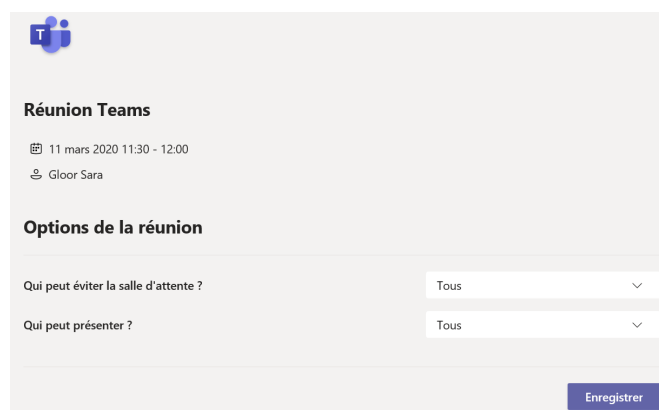 T
Réunion Teams
11 mars 2020 11:30 - 12:00
Gloor Sara
Options de la réunion
Qui peut éviter la salle d'attente ? Tous
Qui peut présenter ? Tous
Enregistrer